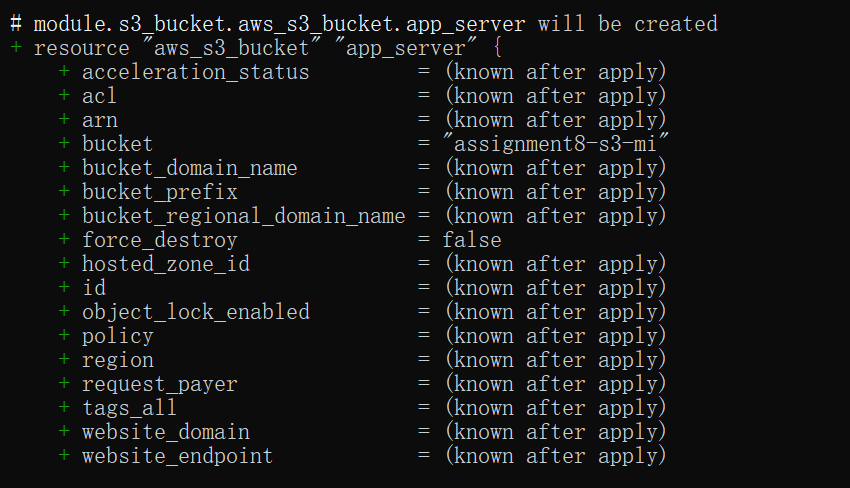 # module.s3_bucket.aws_s3_bucket.app_server will be created
+ resource "aws_s3_bucket" "app_server" {
+ acceleration_status = (known after apply)
+ acl = (known after apply)
+ arn = (known after apply)
+ bucket = "assignment8-s3-mi"
+ bucket_domain_name = (known after apply)
+ bucket_prefix = (known after apply)
+ bucket_regional_domain_name = (known after apply)
+ force_destroy = false
+ hosted_zone_id = (known after apply)
+ id = (known after apply)
+ object_lock_enabled = (known after apply)
+ policy = (known after apply)
+ region = (known after apply)
+ request_payer = (known after apply)
+ tags_all = (known after apply)
+ website_domain = (known after apply)
+ website_endpoint = (known after apply)